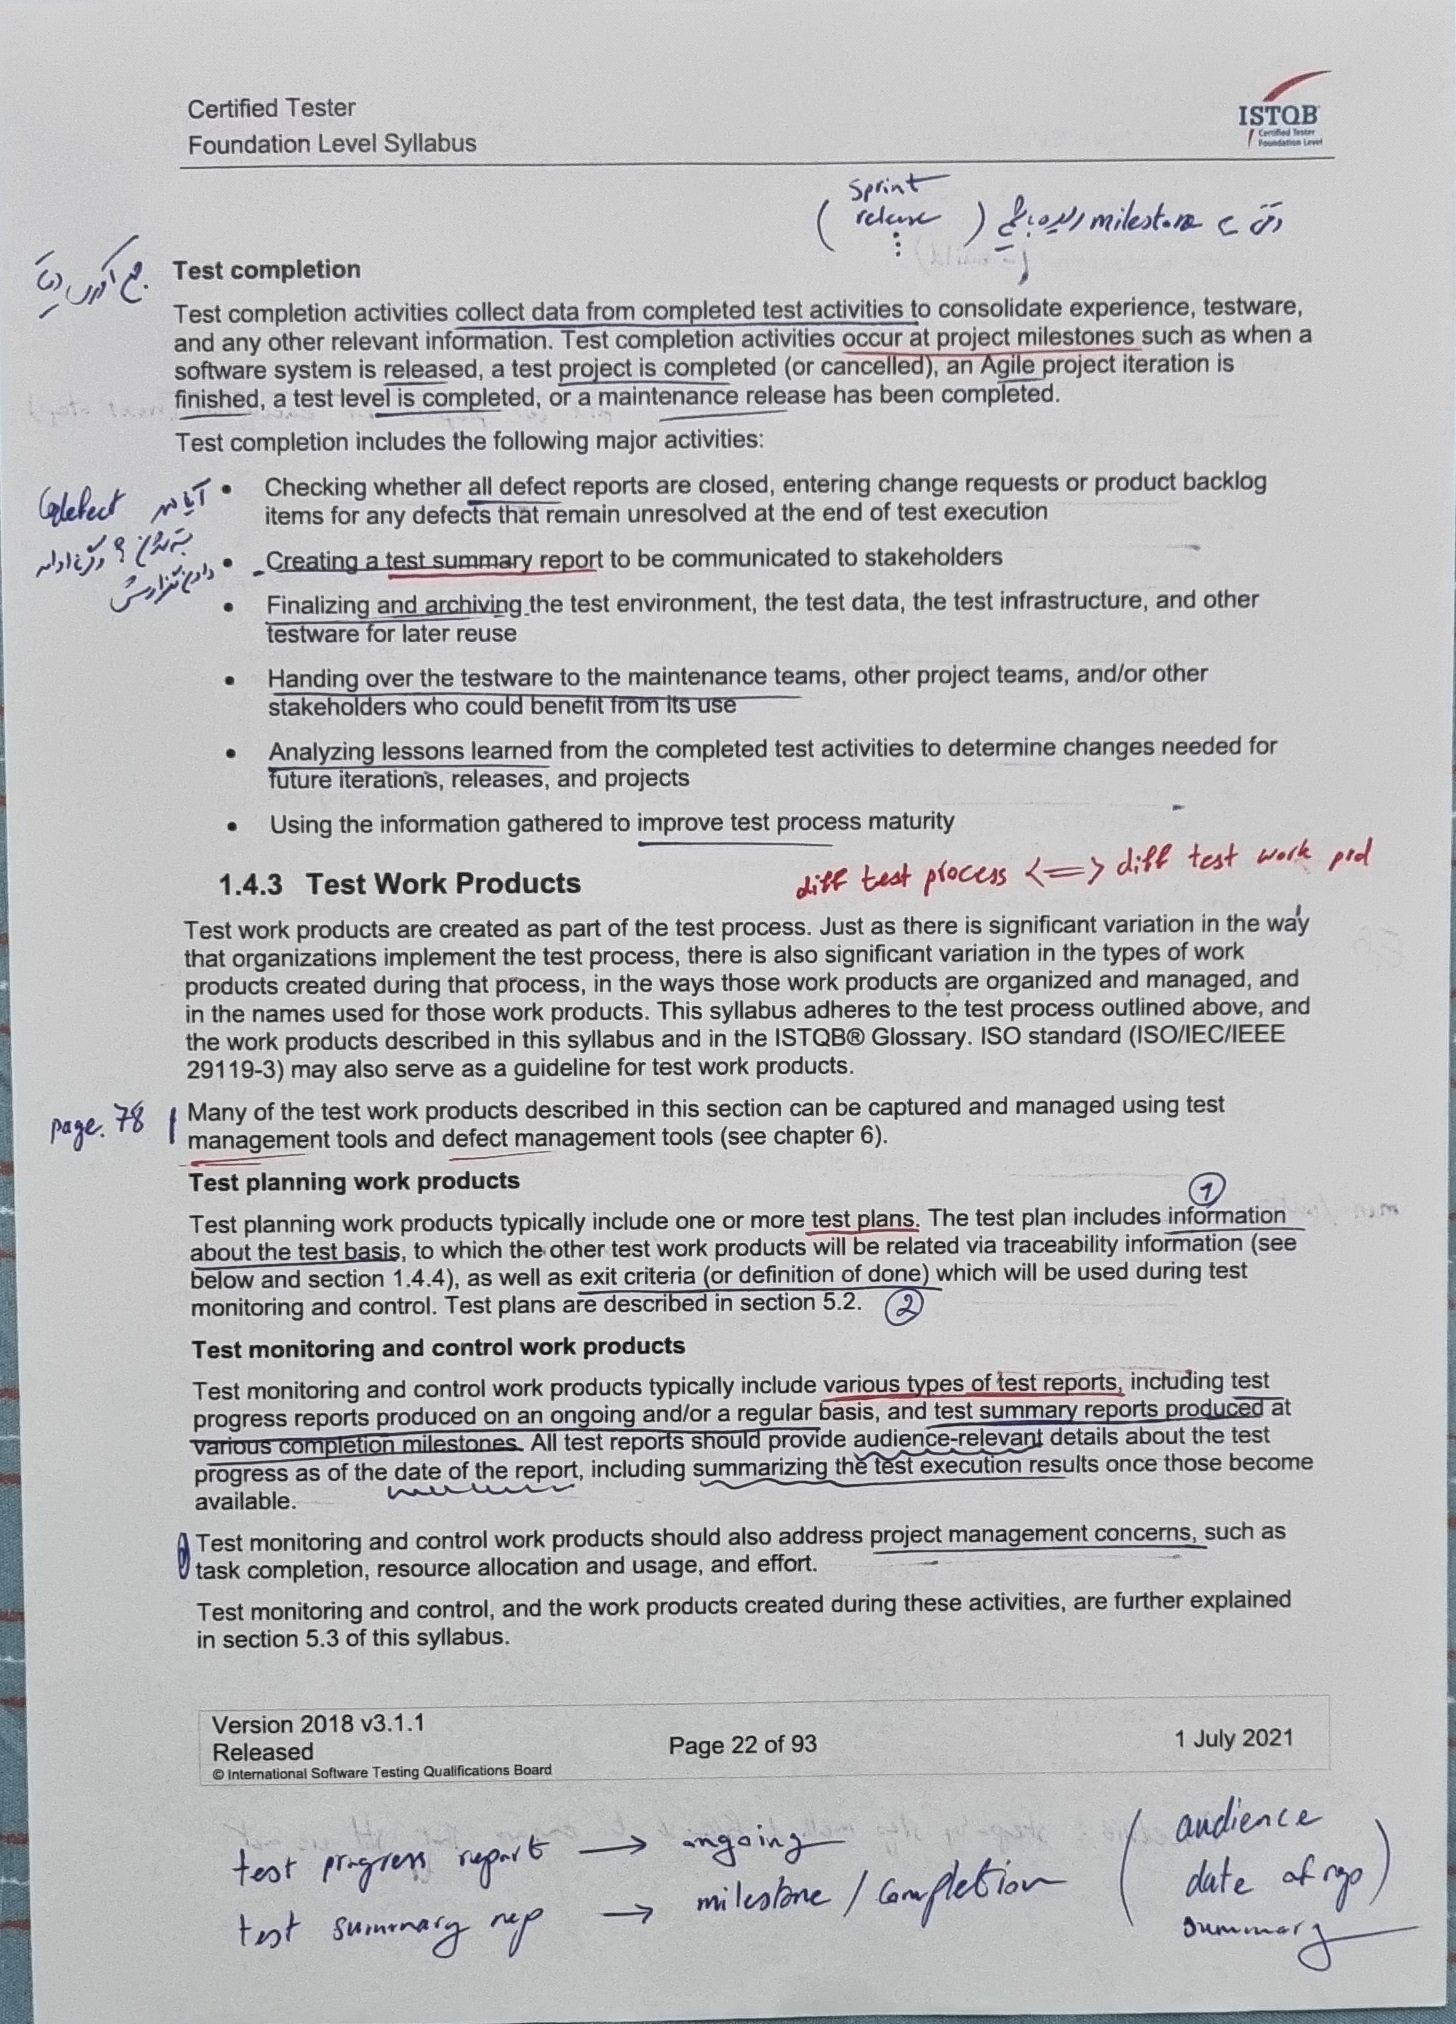 Certified Tester
Foundation Level Syllabus
ISTQB
Certified Tester
Foundation Level
sprint
( release ) milestone
Test completion
Test completion activities collect data from completed test activities to consolidate experience, testware,
and any other relevant information. Test completion activities occur at project milestones such as when a
software system is released, a test project is completed (or cancelled), an Agile project iteration is
finished, a test level is completed, or a maintenance release has been completed.
Test completion includes the following major activities:
defect
• Checking whether all defect reports are closed, entering change requests or product backlog
items for any defects that remain unresolved at the end of test execution
• Creating a test summary report to be communicated to stakeholders
• Finalizing and archiving the test environment, the test data, the test infrastructure, and other
testware for later reuse
• Handing over the testware to the maintenance teams, other project teams, and/or other
stakeholders who could benefit from its use
• Analyzing lessons learned from the completed test activities to determine changes needed for
future iterations, releases, and projects
• Using the information gathered to improve test process maturity
diff test process <=> diff test work prd
1.4.3 Test Work Products
Test work products are created as part of the test process. Just as there is significant variation in the way
that organizations implement the test process, there is also significant variation in the types of work
products created during that process, in the ways those work products are organized and managed, and
in the names used for those work products. This syllabus adheres to the test process outlined above, and
the work products described in this syllabus and in the ISTQB® Glossary. ISO standard (ISO/IEC/IEEE
29119-3) may also serve as a guideline for test work products.
page. 78
Many of the test work products described in this section can be captured and managed using test
management tools and defect management tools (see chapter 6).
Test planning work products
1
Test planning work products typically include one or more test plans. The test plan includes information
about the test basis, to which the other test work products will be related via traceability information (see
below and section 1.4.4), as well as exit criteria (or definition of done) which will be used during test
monitoring and control. Test plans are described in section 5.2. 2
Test monitoring and control work products
Test monitoring and control work products typically include various types of test reports, including test
progress reports produced on an ongoing and/or a regular basis, and test summary reports produced at
various completion milestones. All test reports should provide audience-relevant details about the test
progress as of the date of the report, including summarizing the test execution results once those become
available.
Test monitoring and control work products should also address project management concerns, such as
task completion, resource allocation and usage, and effort.
Test monitoring and control, and the work products created during these activities, are further explained
in section 5.3 of this syllabus.
Version 2018 v3.1.1
Released
© International Software Testing Qualifications Board
Page 22 of 93
1 July 2021
test progress report → ongoing
test summary rep → milestone / completion
audience
date of rep
summary